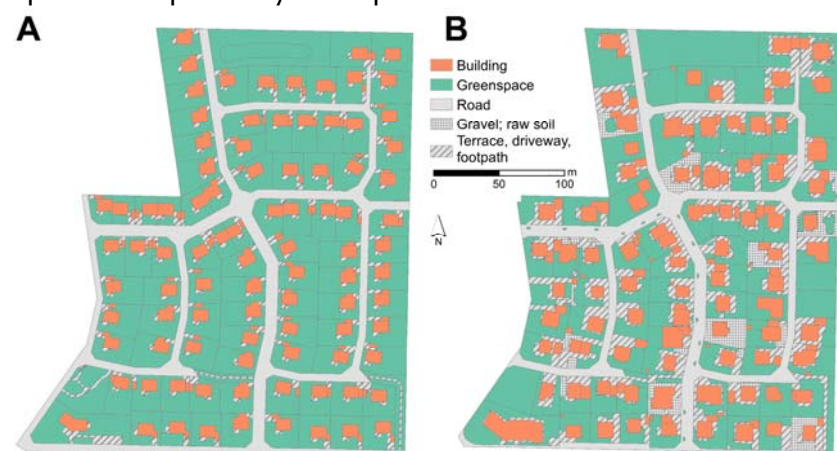 A
B
Building
Greenspace
Road
Gravel; raw soil
Terrace, driveway,
footpath
m
0 50 100
N